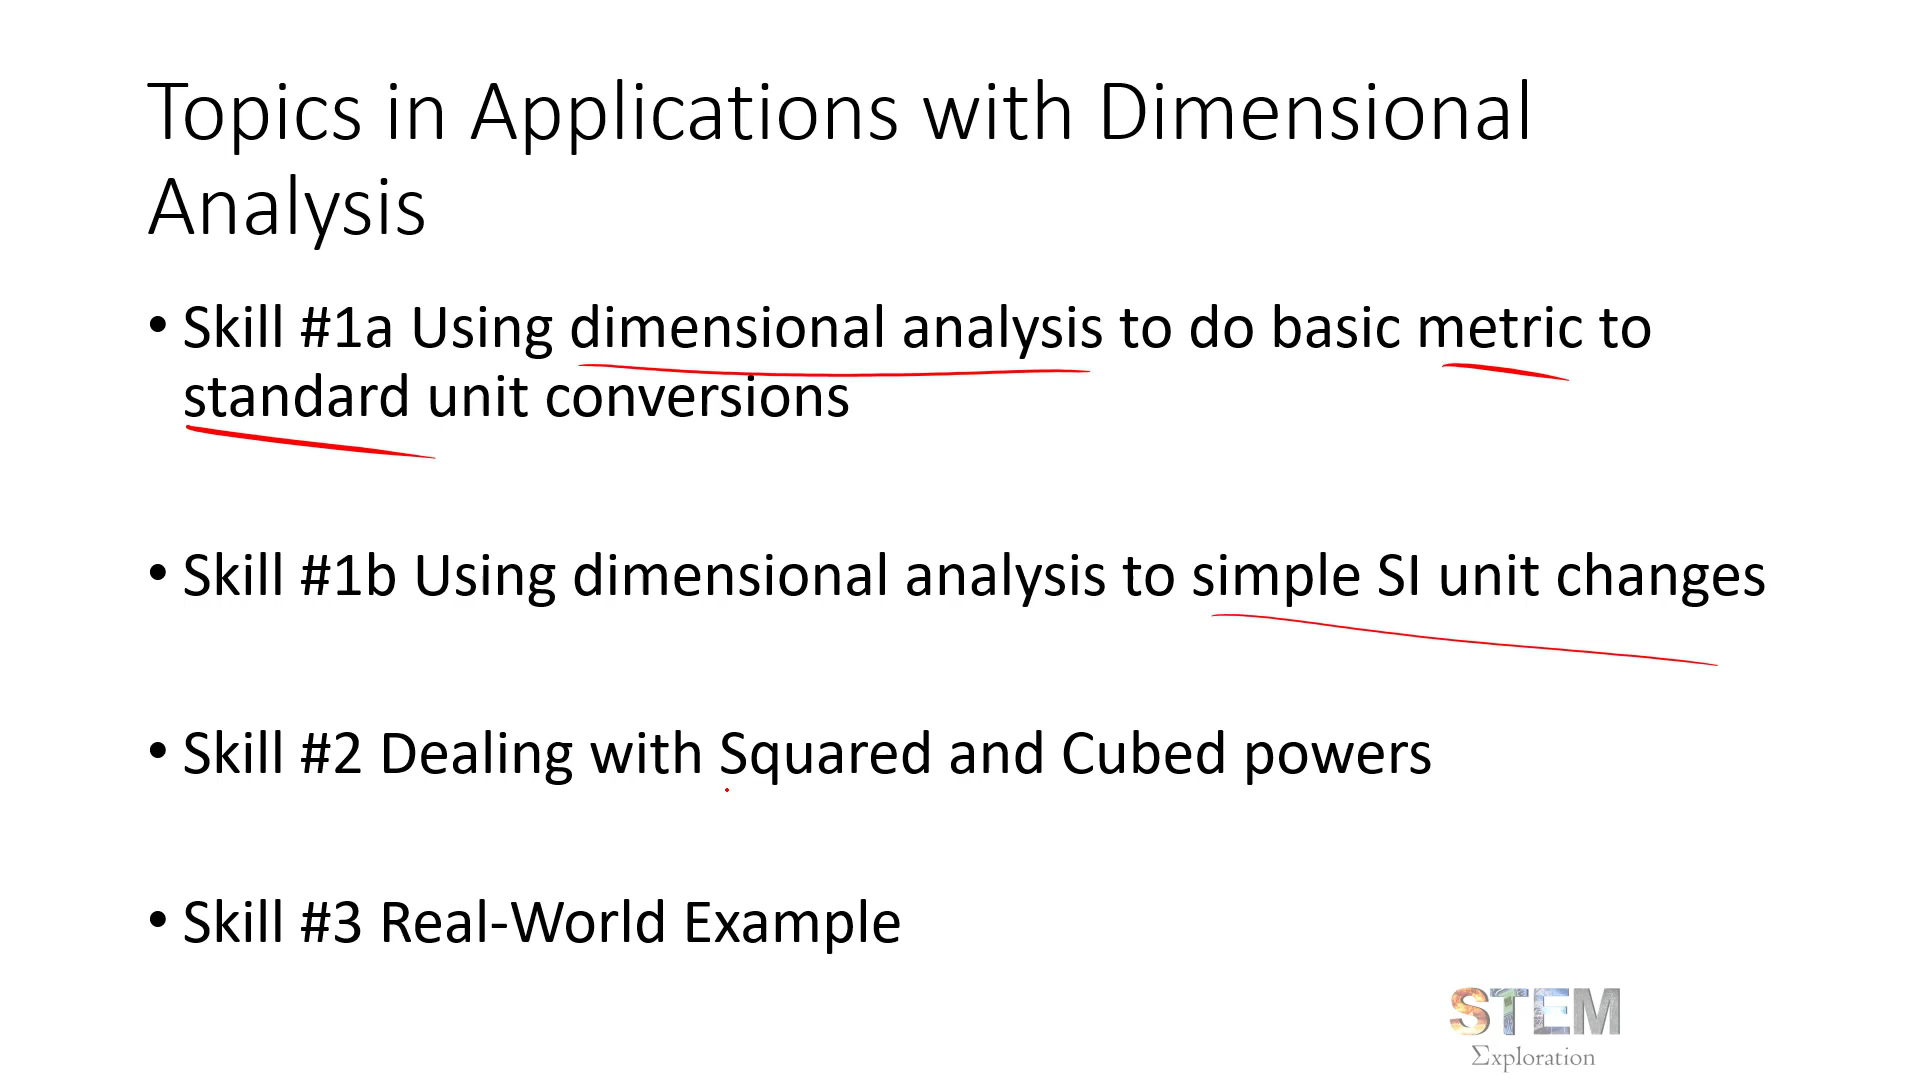 Topics in Applications with Dimensional
Analysis
• Skill #1a Using dimensional analysis to do basic metric to
standard unit conversions
• Skill #1b Using dimensional analysis to simple SI unit changes
• Skill #2 Dealing with Squared and Cubed powers
• Skill #3 Real-World Example
STEM
Σxploration